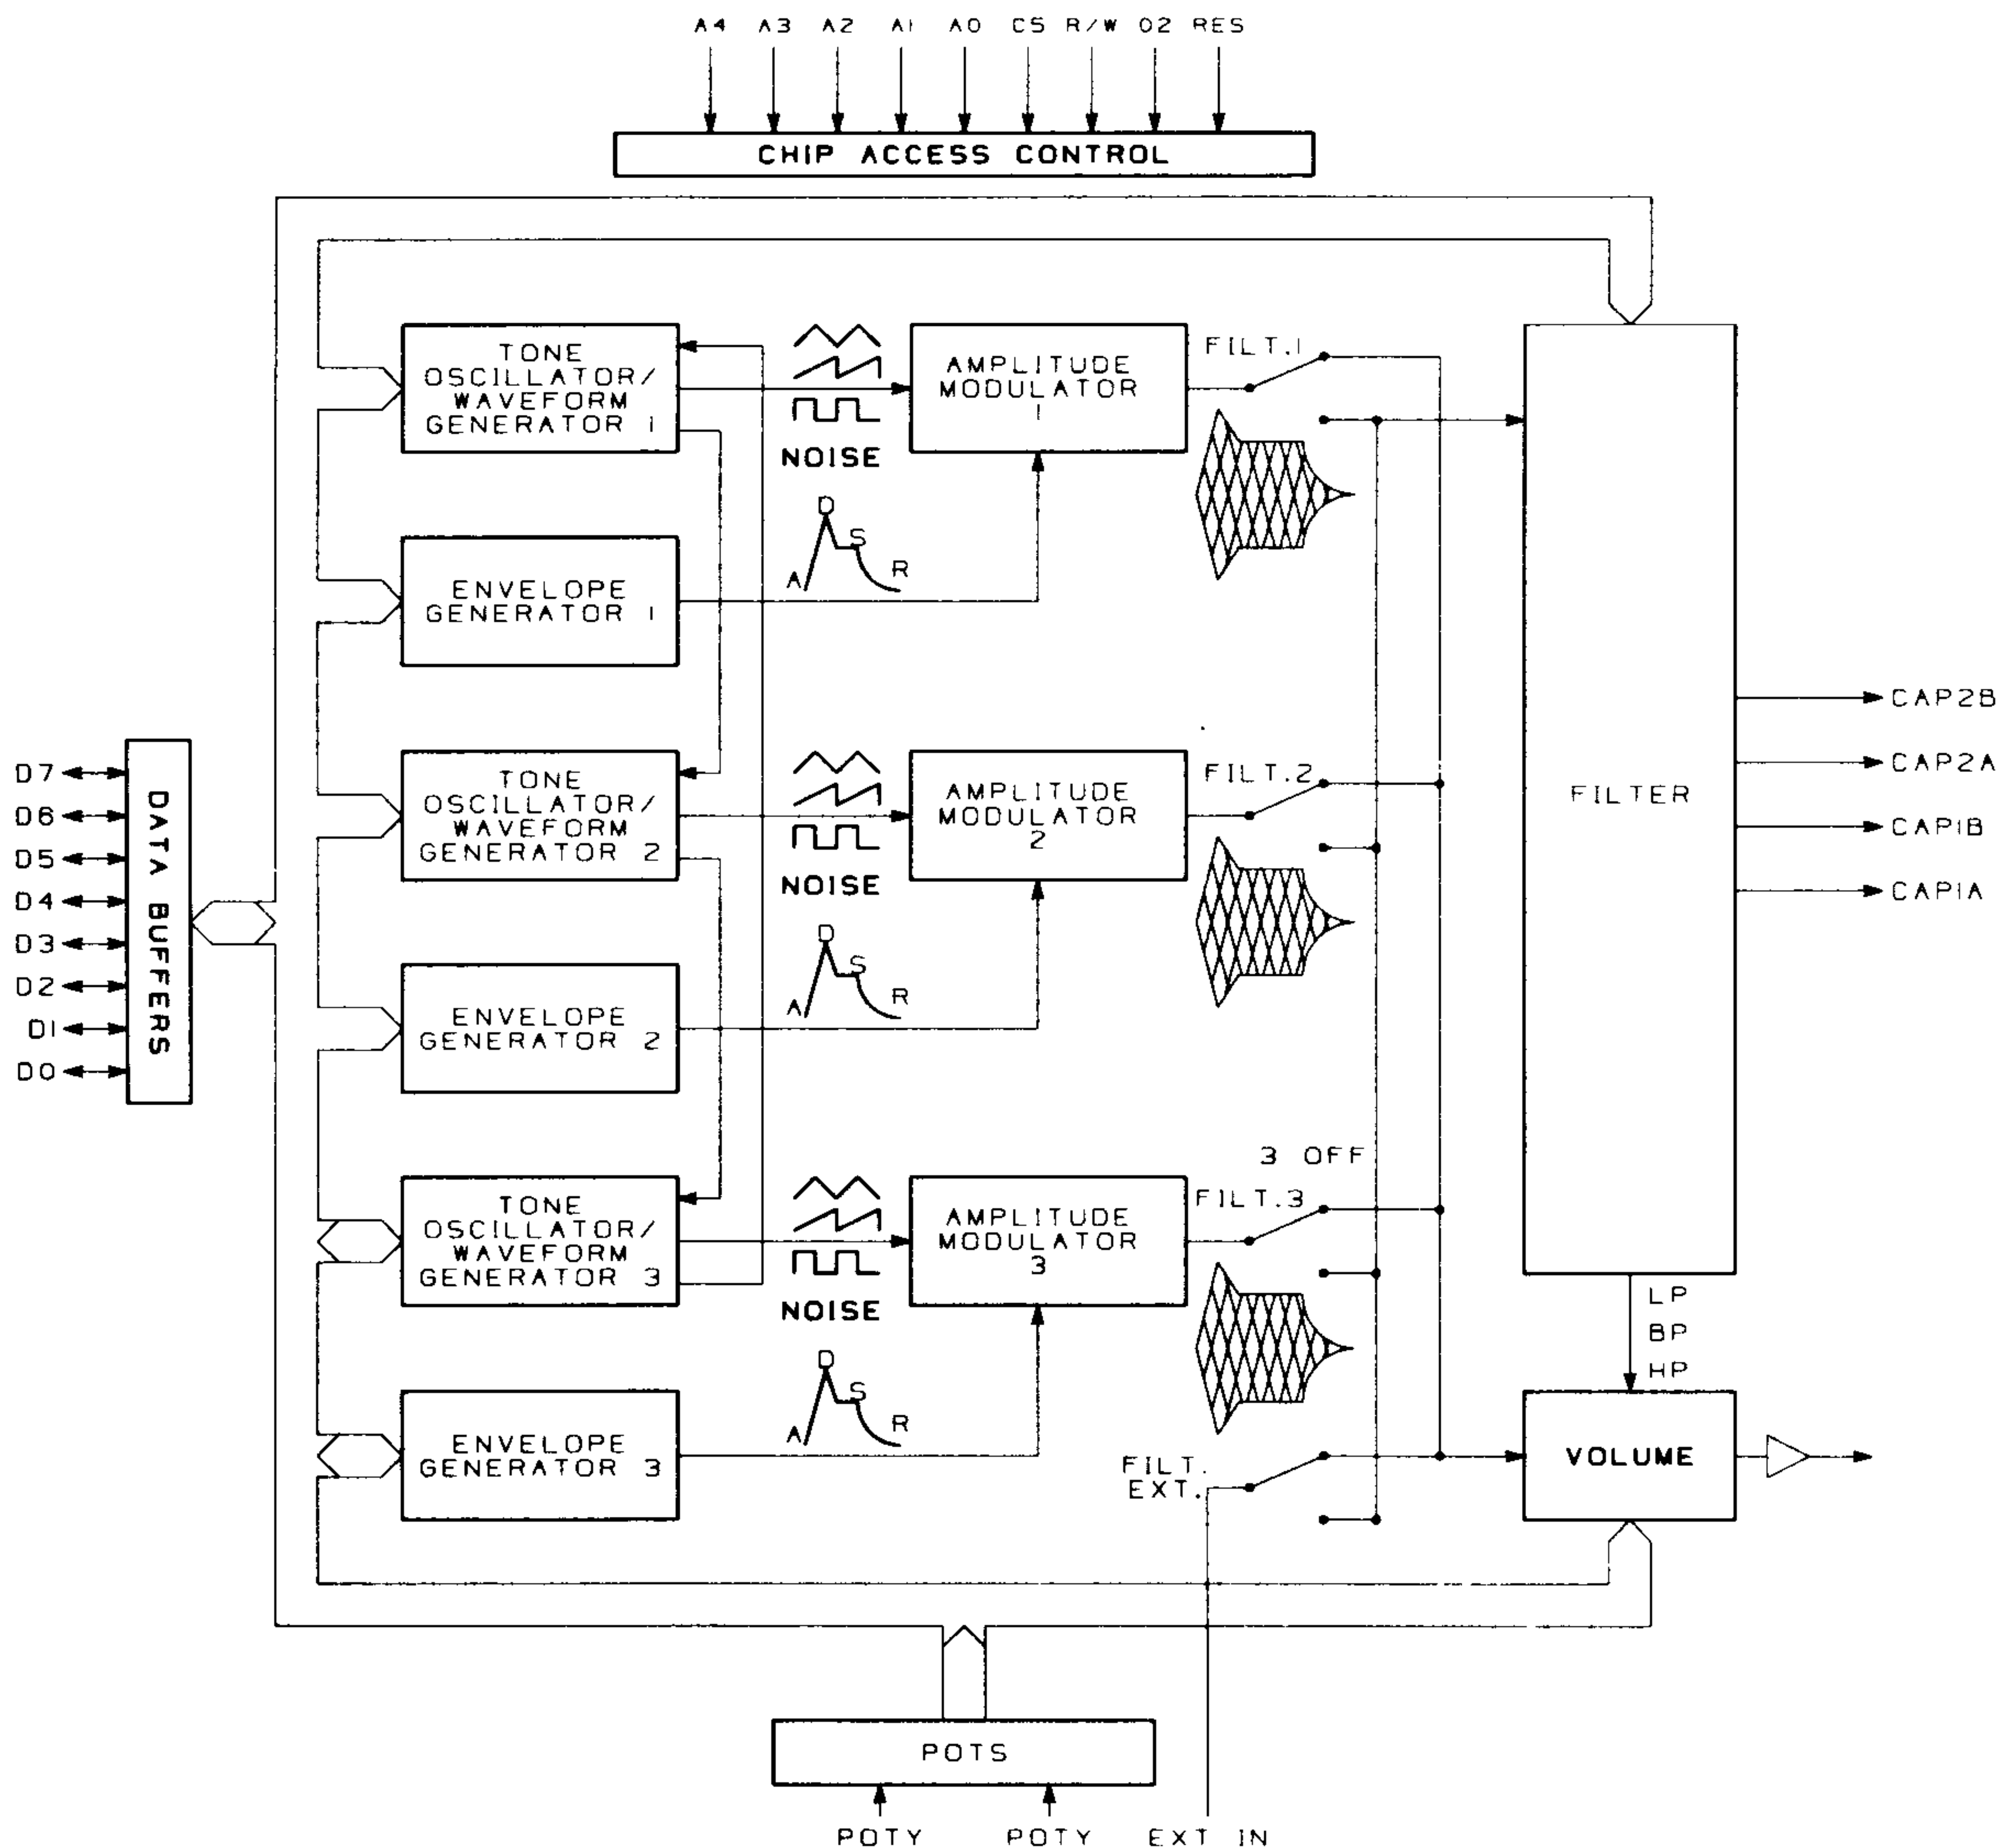 A4 A3 A2 A1 A0 CS R/W 02 RES
CHIP ACCESS CONTROL
TONE
OSCILLATOR/
WAVEFORM
GENERATOR 1
NOISE
AMPLITUDE
MODULATOR
1
FILT.1
ENVELOPE
GENERATOR 1
A D S R
D7
D6
D5
D4
D3
D2
D1
D0
DATA BUFFERS
TONE
OSCILLATOR/
WAVEFORM
GENERATOR 2
NOISE
AMPLITUDE
MODULATOR
2
FILT.2
ENVELOPE
GENERATOR 2
A D S R
TONE
OSCILLATOR/
WAVEFORM
GENERATOR 3
NOISE
AMPLITUDE
MODULATOR
3
3 OFF
FILT.3
ENVELOPE
GENERATOR 3
A D S R
FILT.
EXT.
FILTER
CAP2B
CAP2A
CAP1B
CAP1A
LP
BP
HP
VOLUME
POTS
POTY POTY EXT IN